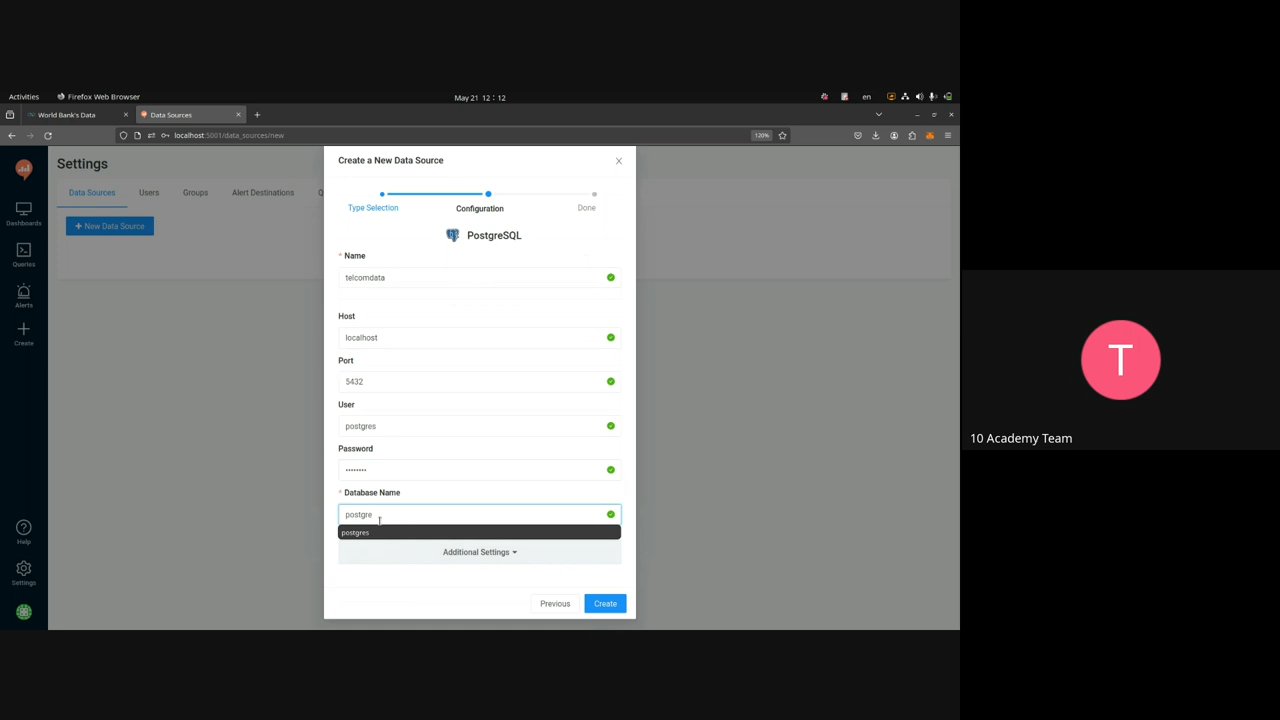 Activities Firefox Web Browser May 21 12 : 12 en
World Bank's Data Data Sources
localhost:5001/data_sources/new 120%
Settings
Data Sources Users Groups Alert Destinations Q
+ New Data Source
Dashboards
Queries
Alerts
Create
Help
Settings
Create a New Data Source
Type Selection Configuration Done
PostgreSQL
* Name
telcomdata
Host
localhost
Port
5432
User
postgres
Password
••••••••
* Database Name
postgre
postgres
Additional Settings
Previous Create
T
10 Academy Team